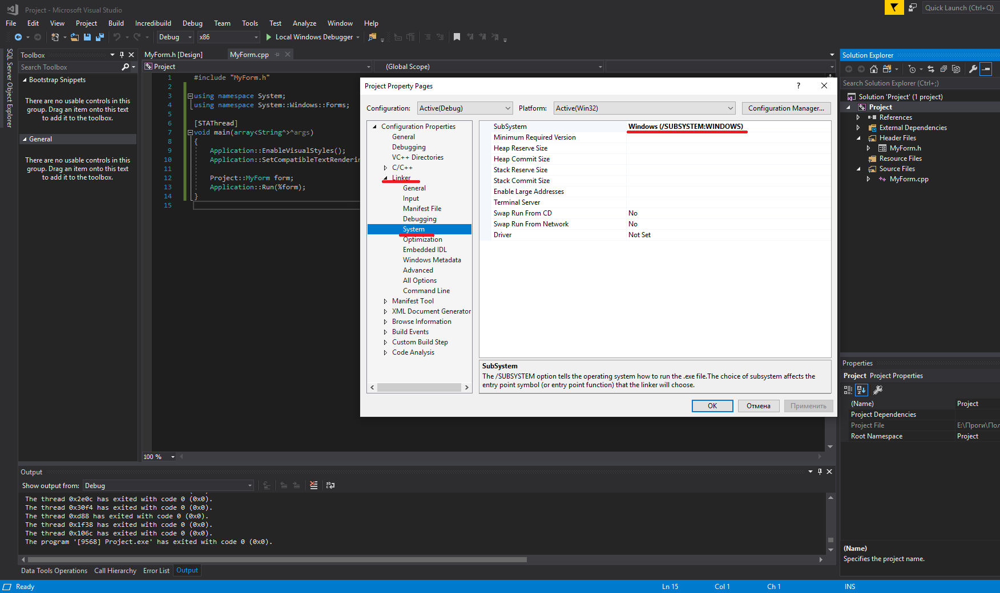 Project - Microsoft Visual Studio
Quick Launch (Ctrl+Q)
File Edit View Project Build Incredibuild Debug Team Tools Test Analyze Window Help
Debug x86 Local Windows Debugger
SQL Server Object Explorer
Toolbox
Search Toolbox
Bootstrap Snippets
There are no usable controls in this
group. Drag an item onto this text
to add it to the toolbox.
General
There are no usable controls in this
group. Drag an item onto this text
to add it to the toolbox.
MyForm.h [Design] MyForm.cpp
Project (Global Scope)
1 #include "MyForm.h"
2
3 using namespace System;
4 using namespace System::Windows::Forms;
5
6 [STAThread]
7 void main(array<String^>^args)
8 {
9 Application::EnableVisualStyles();
10 Application::SetCompatibleTextRenderin
11
12 Project::MyForm form;
13 Application::Run(%form);
14 }
15
100 %
Project Property Pages
?
Configuration: Active(Debug) Platform: Active(Win32) Configuration Manager...
Configuration Properties
General
Debugging
VC++ Directories
C/C++
Linker
General
Input
Manifest File
Debugging
System
Optimization
Embedded IDL
Windows Metadata
Advanced
All Options
Command Line
Manifest Tool
XML Document Generator
Browse Information
Build Events
Custom Build Step
Code Analysis
SubSystem Windows (/SUBSYSTEM:WINDOWS)
Minimum Required Version
Heap Reserve Size
Heap Commit Size
Stack Reserve Size
Stack Commit Size
Enable Large Addresses
Terminal Server
Swap Run From CD No
Swap Run From Network No
Driver Not Set
SubSystem
The /SUBSYSTEM option tells the operating system how to run the .exe file.The choice of subsystem affects the
entry point symbol (or entry point function) that the linker will choose.
OK Отмена Применить
Solution Explorer
Search Solution Explorer (Ctrl+;)
Solution 'Project' (1 project)
Project
References
External Dependencies
Header Files
MyForm.h
Resource Files
Source Files
MyForm.cpp
Properties
Project Project Properties
(Name) Project
Project Dependencies
Project File E:\Проги\Пол
Root Namespace Project
(Name)
Specifies the project name.
Output
Show output from: Debug
The thread 0x2e0c has exited with code 0 (0x0).
The thread 0x30f4 has exited with code 0 (0x0).
The thread 0xd88 has exited with code 0 (0x0).
The thread 0x1f38 has exited with code 0 (0x0).
The thread 0x106c has exited with code 0 (0x0).
The program '[9568] Project.exe' has exited with code 0 (0x0).
Data Tools Operations Call Hierarchy Error List Output
Ready Ln 15 Col 1 Ch 1 INS